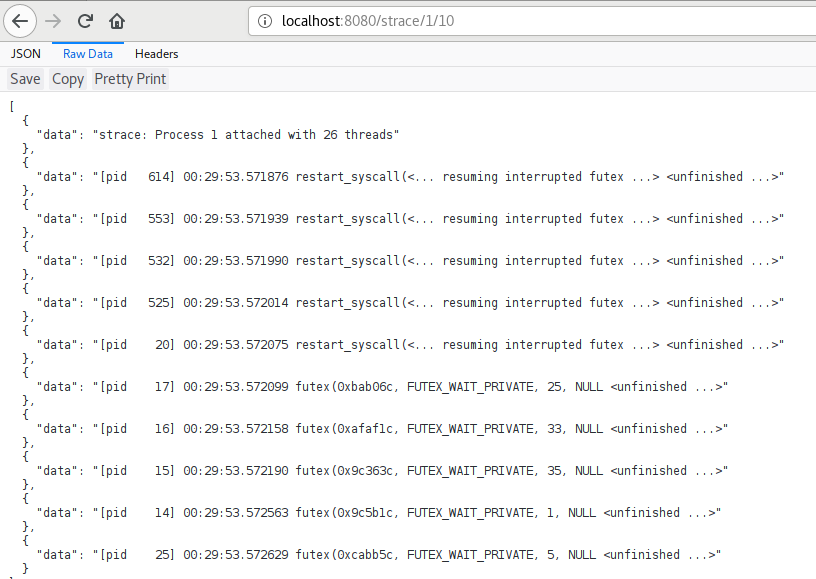 localhost:8080/strace/1/10
JSON Raw Data Headers
Save Copy Pretty Print
[
  {
    "data": "strace: Process 1 attached with 26 threads"
  },
  {
    "data": "[pid   614] 00:29:53.571876 restart_syscall(<... resuming interrupted futex ...> <unfinished ...>"
  },
  {
    "data": "[pid   553] 00:29:53.571939 restart_syscall(<... resuming interrupted futex ...> <unfinished ...>"
  },
  {
    "data": "[pid   532] 00:29:53.571990 restart_syscall(<... resuming interrupted futex ...> <unfinished ...>"
  },
  {
    "data": "[pid   525] 00:29:53.572014 restart_syscall(<... resuming interrupted futex ...> <unfinished ...>"
  },
  {
    "data": "[pid    20] 00:29:53.572075 restart_syscall(<... resuming interrupted futex ...> <unfinished ...>"
  },
  {
    "data": "[pid    17] 00:29:53.572099 futex(0xbab06c, FUTEX_WAIT_PRIVATE, 25, NULL <unfinished ...>"
  },
  {
    "data": "[pid    16] 00:29:53.572158 futex(0xafaf1c, FUTEX_WAIT_PRIVATE, 33, NULL <unfinished ...>"
  },
  {
    "data": "[pid    15] 00:29:53.572190 futex(0x9c363c, FUTEX_WAIT_PRIVATE, 35, NULL <unfinished ...>"
  },
  {
    "data": "[pid    14] 00:29:53.572563 futex(0x9c5b1c, FUTEX_WAIT_PRIVATE, 1, NULL <unfinished ...>"
  },
  {
    "data": "[pid    25] 00:29:53.572629 futex(0xcabb5c, FUTEX_WAIT_PRIVATE, 5, NULL <unfinished ...>"
  }